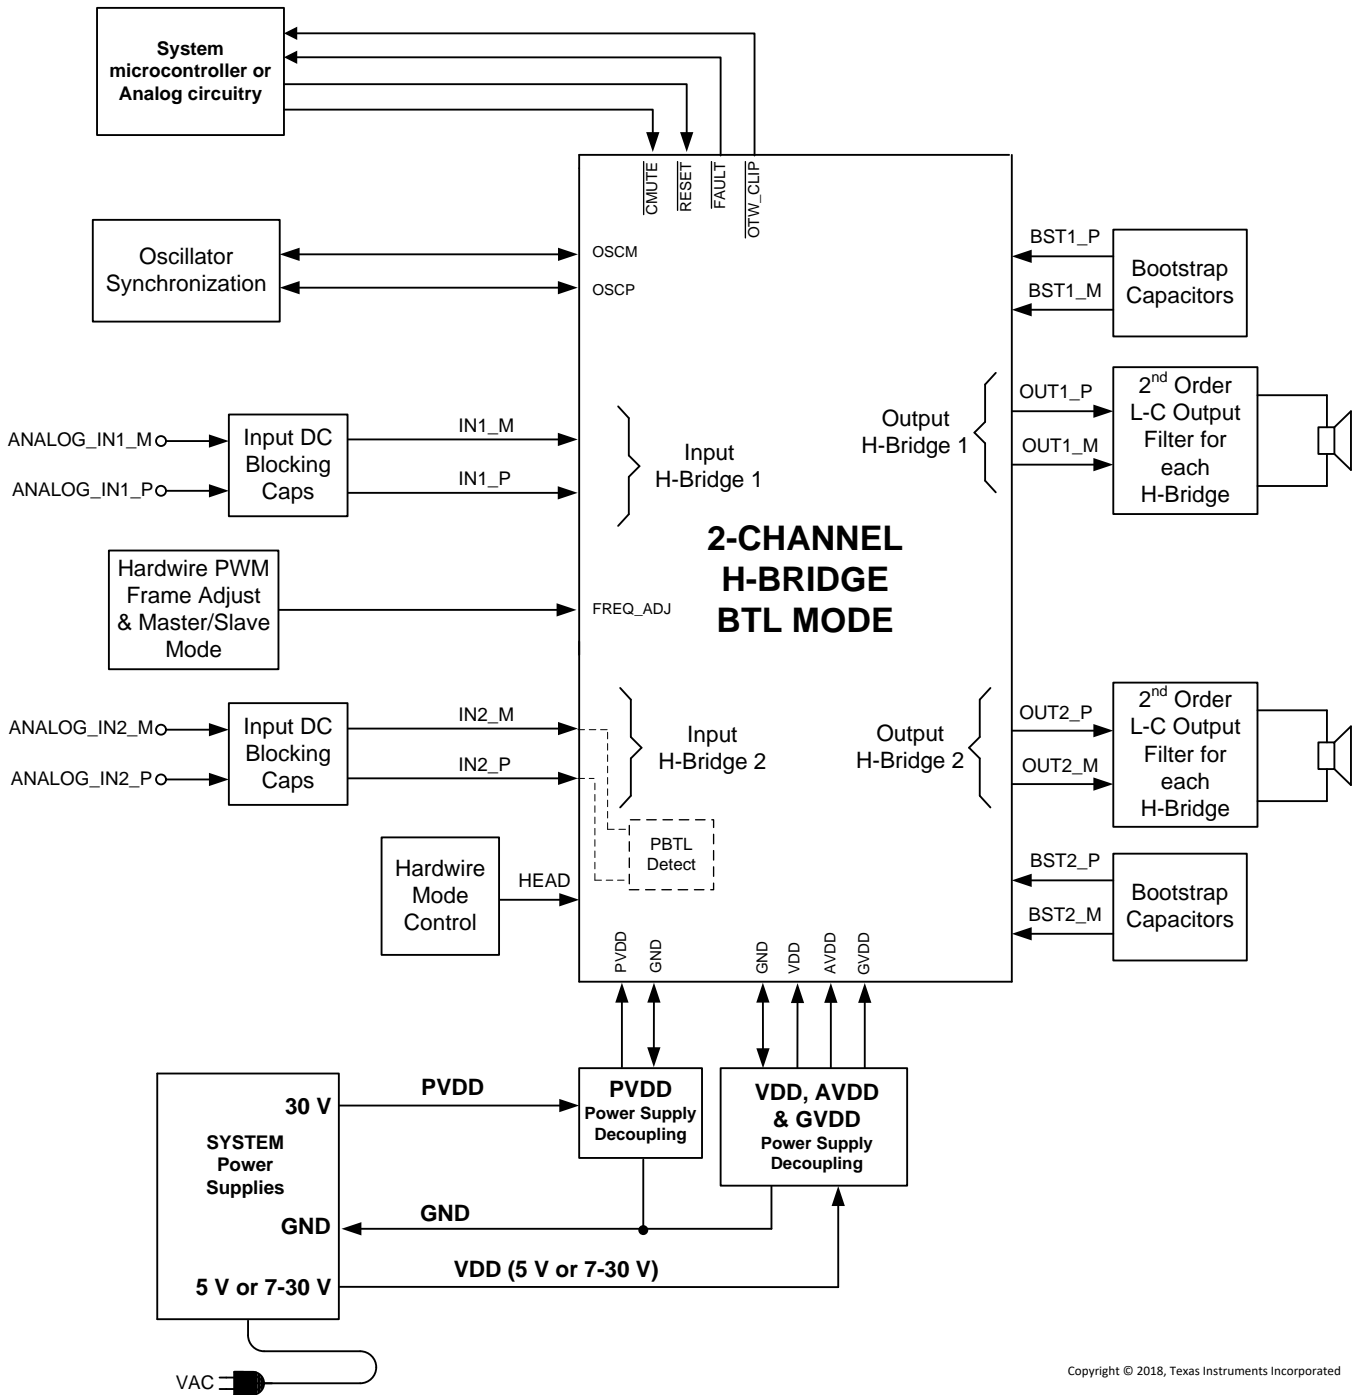 System
microcontroller or
Analog circuitry
CMUTE
RESET
FAULT
OTW_CLIP
Oscillator
Synchronization
OSCM
OSCP
BST1_P
BST1_M
Bootstrap
Capacitors
ANALOG_IN1_M
ANALOG_IN1_P
Input DC
Blocking
Caps
IN1_M
IN1_P
Input
H-Bridge 1
Output
H-Bridge 1
OUT1_P
OUT1_M
2nd Order
L-C Output
Filter for
each
H-Bridge
2-CHANNEL
H-BRIDGE
BTL MODE
Hardwire PWM
Frame Adjust
& Master/Slave
Mode
FREQ_ADJ
ANALOG_IN2_M
ANALOG_IN2_P
Input DC
Blocking
Caps
IN2_M
IN2_P
Input
H-Bridge 2
Output
H-Bridge 2
OUT2_P
OUT2_M
2nd Order
L-C Output
Filter for
each
H-Bridge
PBTL
Detect
Hardwire
Mode
Control
HEAD
BST2_P
BST2_M
Bootstrap
Capacitors
PVDD
GND
GND
VDD
AVDD
GVDD
30 V
SYSTEM
Power
Supplies
GND
5 V or 7-30 V
PVDD
PVDD
Power Supply
Decoupling
VDD, AVDD
& GVDD
Power Supply
Decoupling
GND
VDD (5 V or 7-30 V)
VAC
Copyright © 2018, Texas Instruments Incorporated